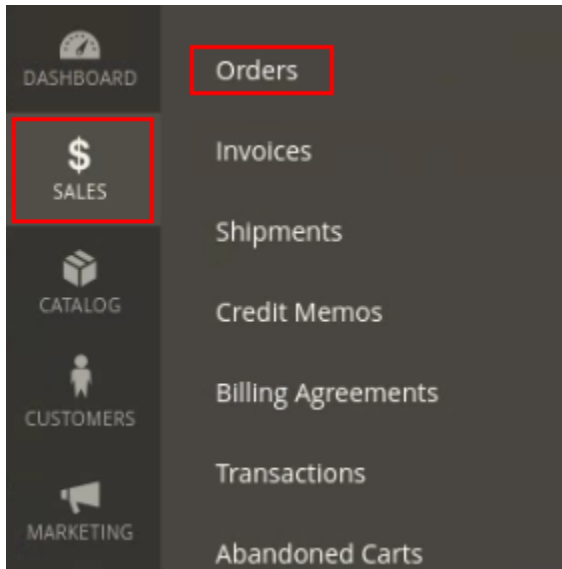 DASHBOARD
SALES
CATALOG
CUSTOMERS
MARKETING
Orders
Invoices
Shipments
Credit Memos
Billing Agreements
Transactions
Abandoned Carts